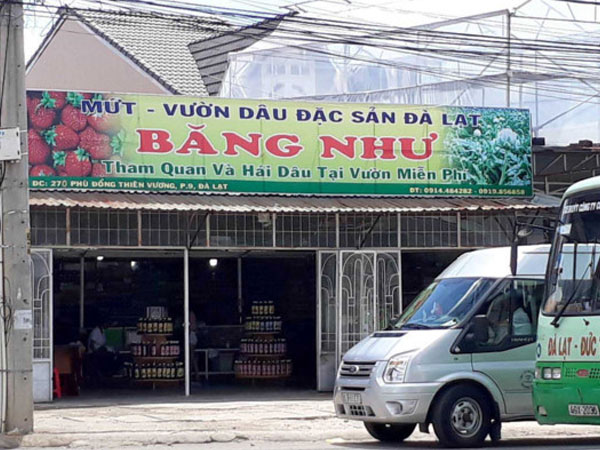 MỨT - VƯỜN DÂU ĐẶC SẢN ĐÀ LẠT
BĂNG NHƯ
Tham Quan Và Hái Dâu Tại Vườn Miễn Phí
ĐC: 270 PHÙ ĐỔNG THIÊN VƯƠNG, P.9, ĐÀ LẠT
ĐT: 0914.484282 - 0919.856858
ĐÀ LẠT - ĐỨC